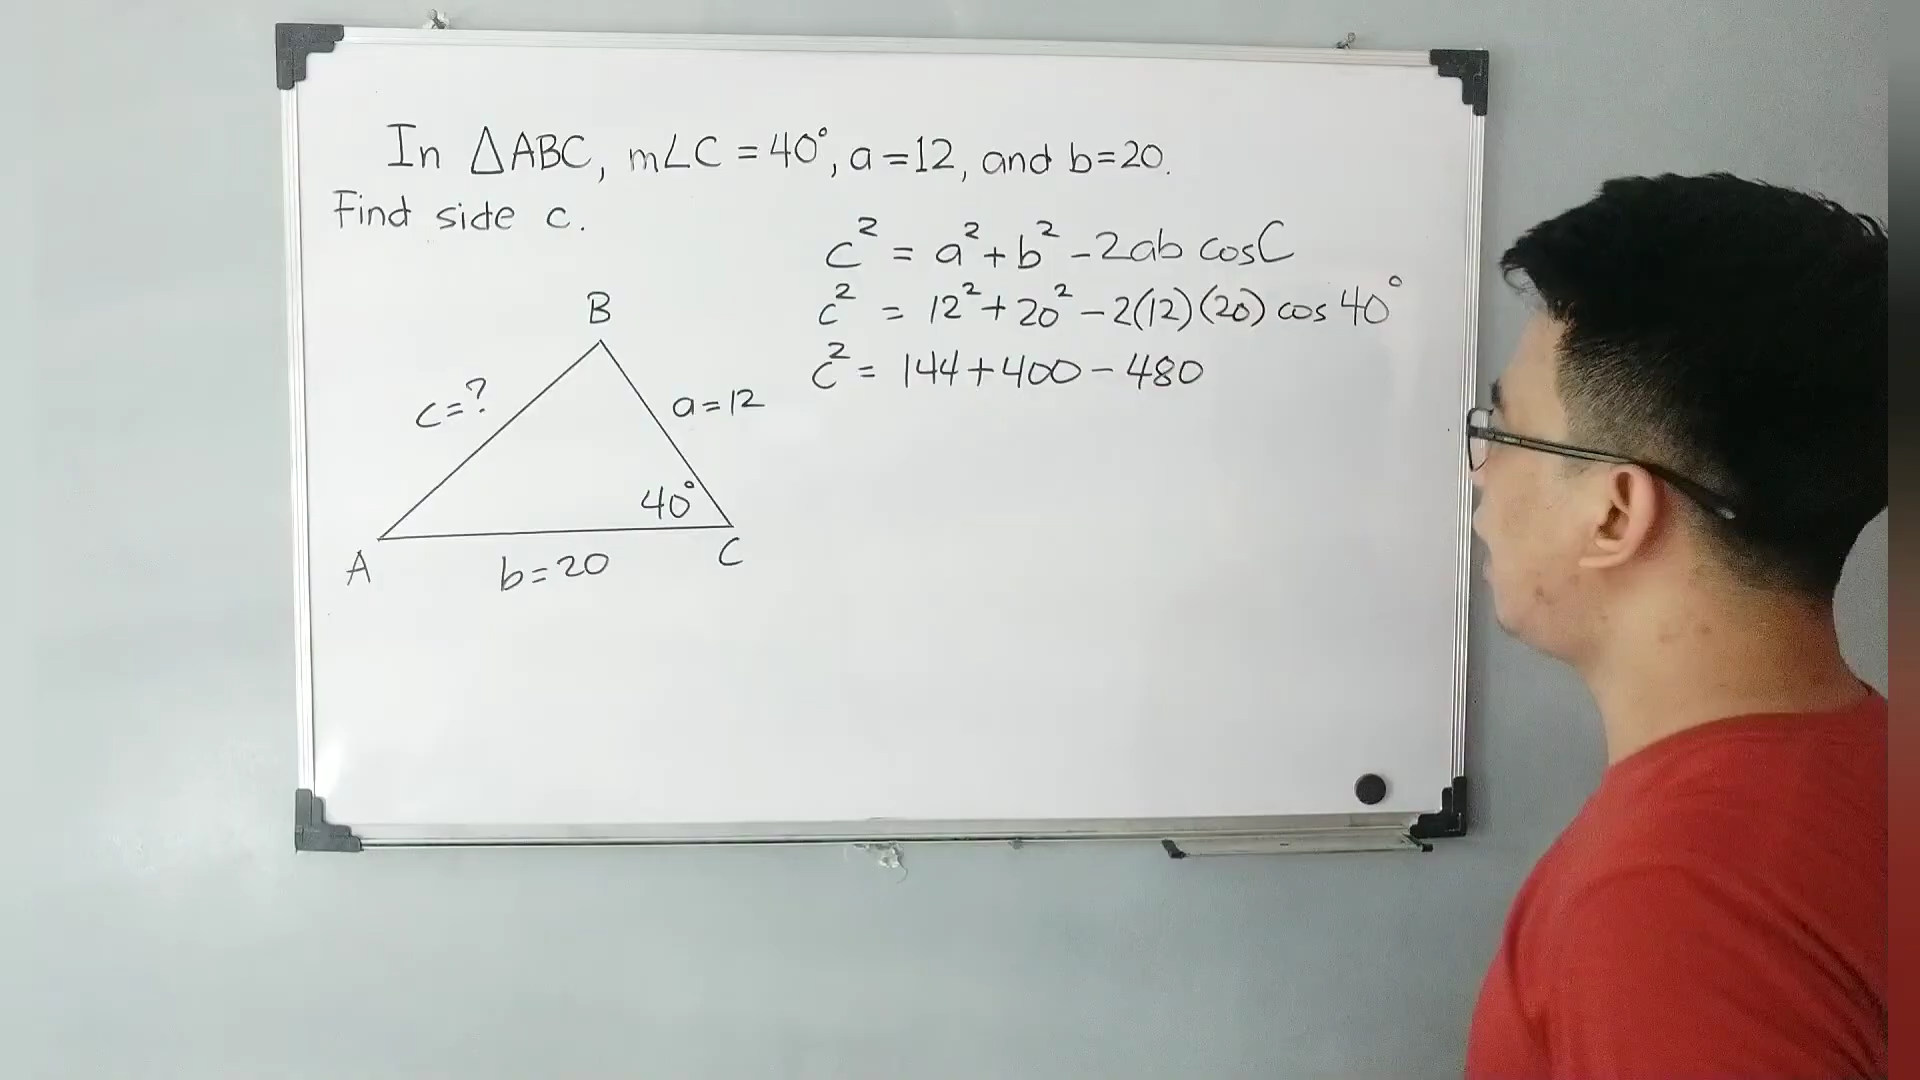 In △ABC, m∠C = 40°, a = 12, and b = 20.
Find side c.
c² = a² + b² - 2ab cosC
c² = 12² + 20² - 2(12)(20) cos 40°
c² = 144 + 400 - 480
B
c = ?
a = 12
40°
A
b = 20
C